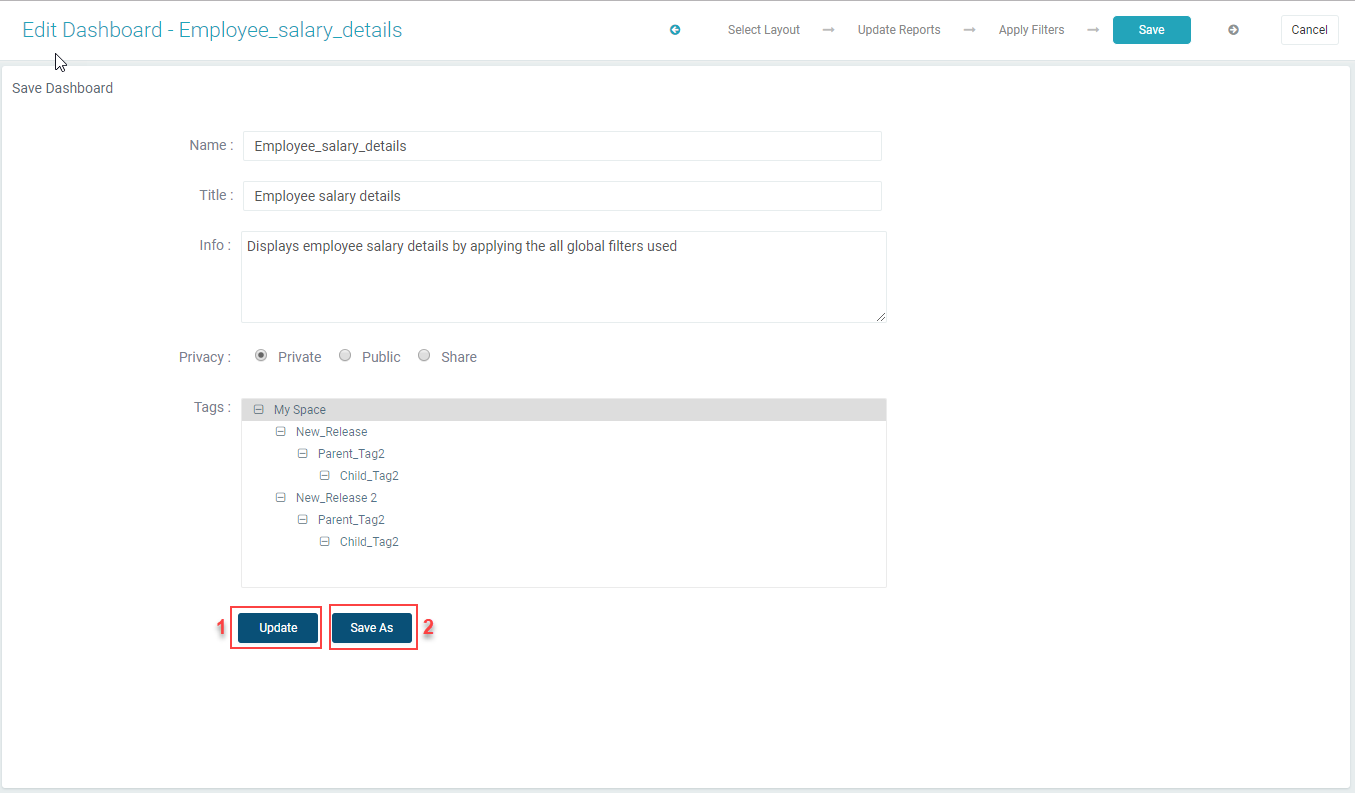 Edit Dashboard - Employee_salary_details
Select Layout
Update Reports
Apply Filters
Save
Cancel
Save Dashboard
Name : Employee_salary_details
Title : Employee salary details
Info : Displays employee salary details by applying the all global filters used
Privacy : Private Public Share
Tags : My Space
New_Release
Parent_Tag2
Child_Tag2
New_Release 2
Parent_Tag2
Child_Tag2
1 Update Save As 2